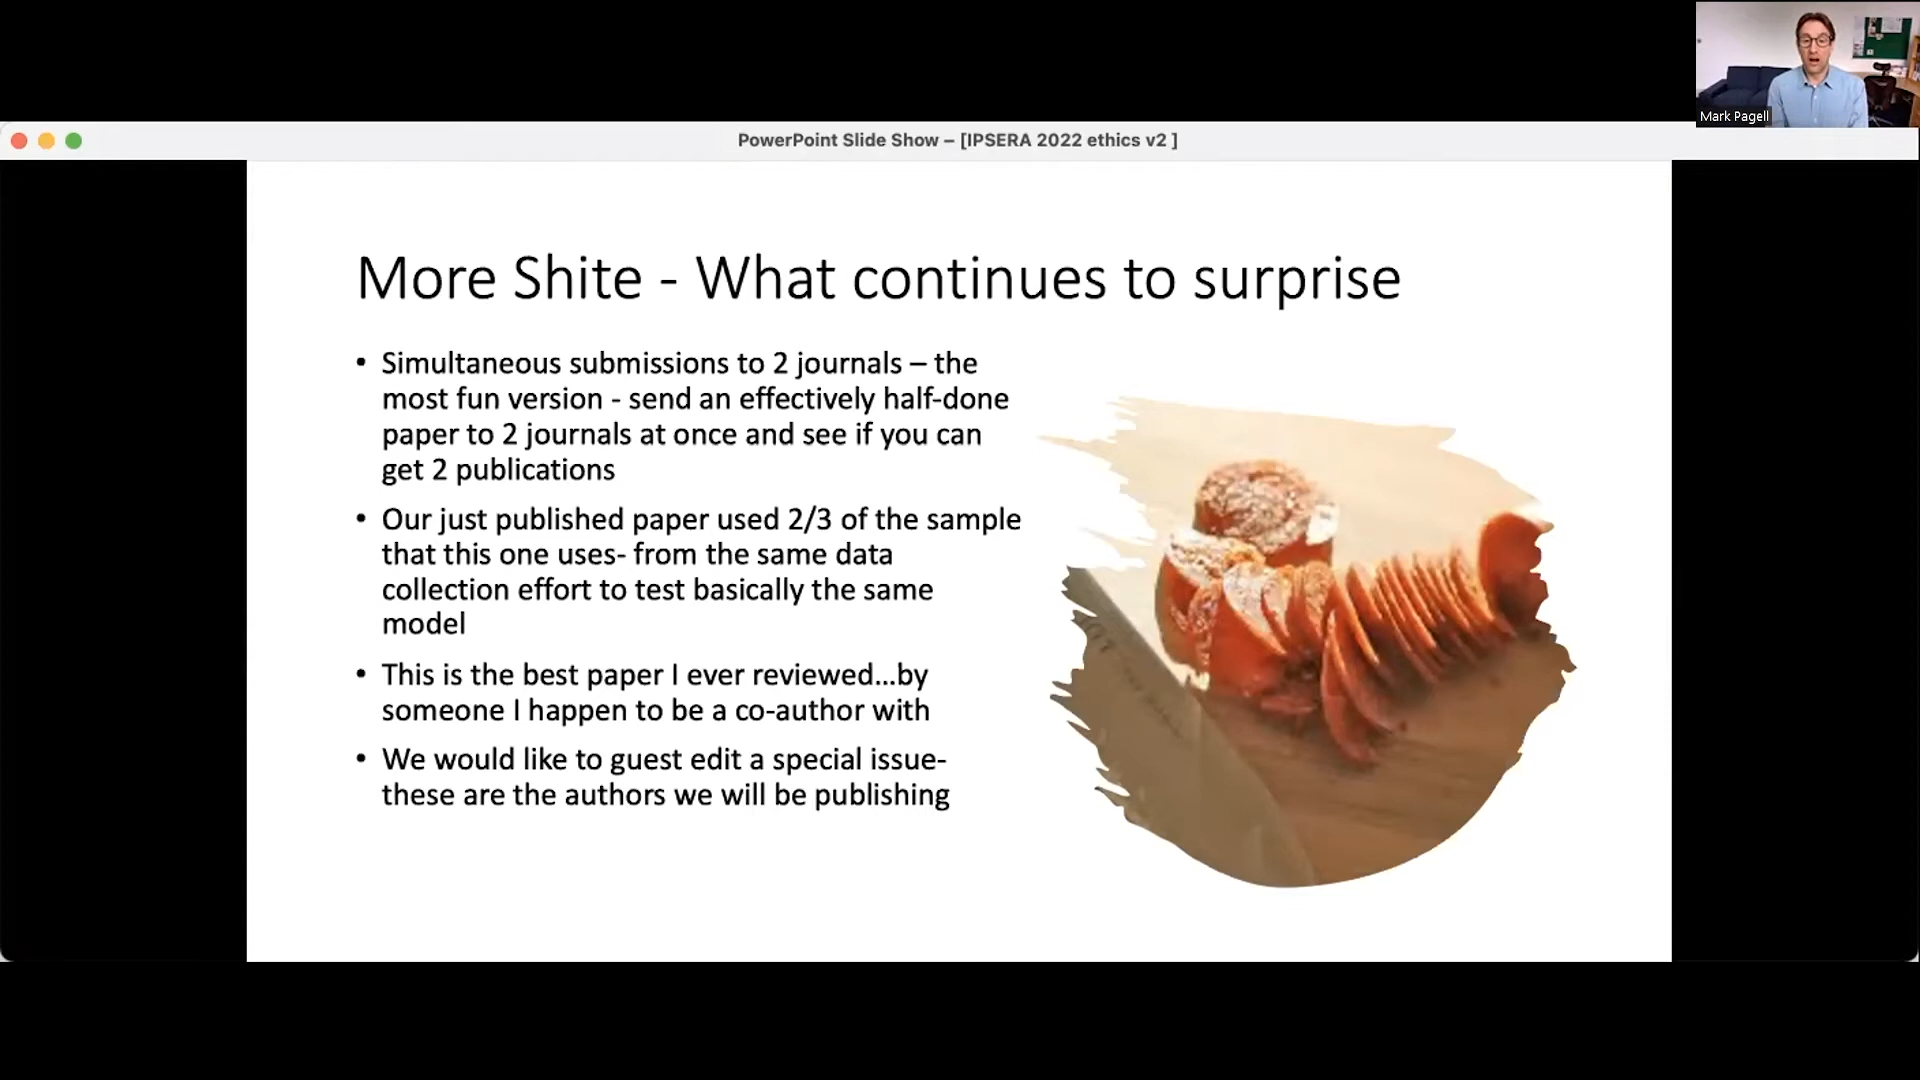 Mark Pagell
PowerPoint Slide Show – [IPSERA 2022 ethics v2 ]
More Shite - What continues to surprise
• Simultaneous submissions to 2 journals – the
most fun version - send an effectively half-done
paper to 2 journals at once and see if you can
get 2 publications
• Our just published paper used 2/3 of the sample
that this one uses- from the same data
collection effort to test basically the same
model
• This is the best paper I ever reviewed...by
someone I happen to be a co-author with
• We would like to guest edit a special issue-
these are the authors we will be publishing